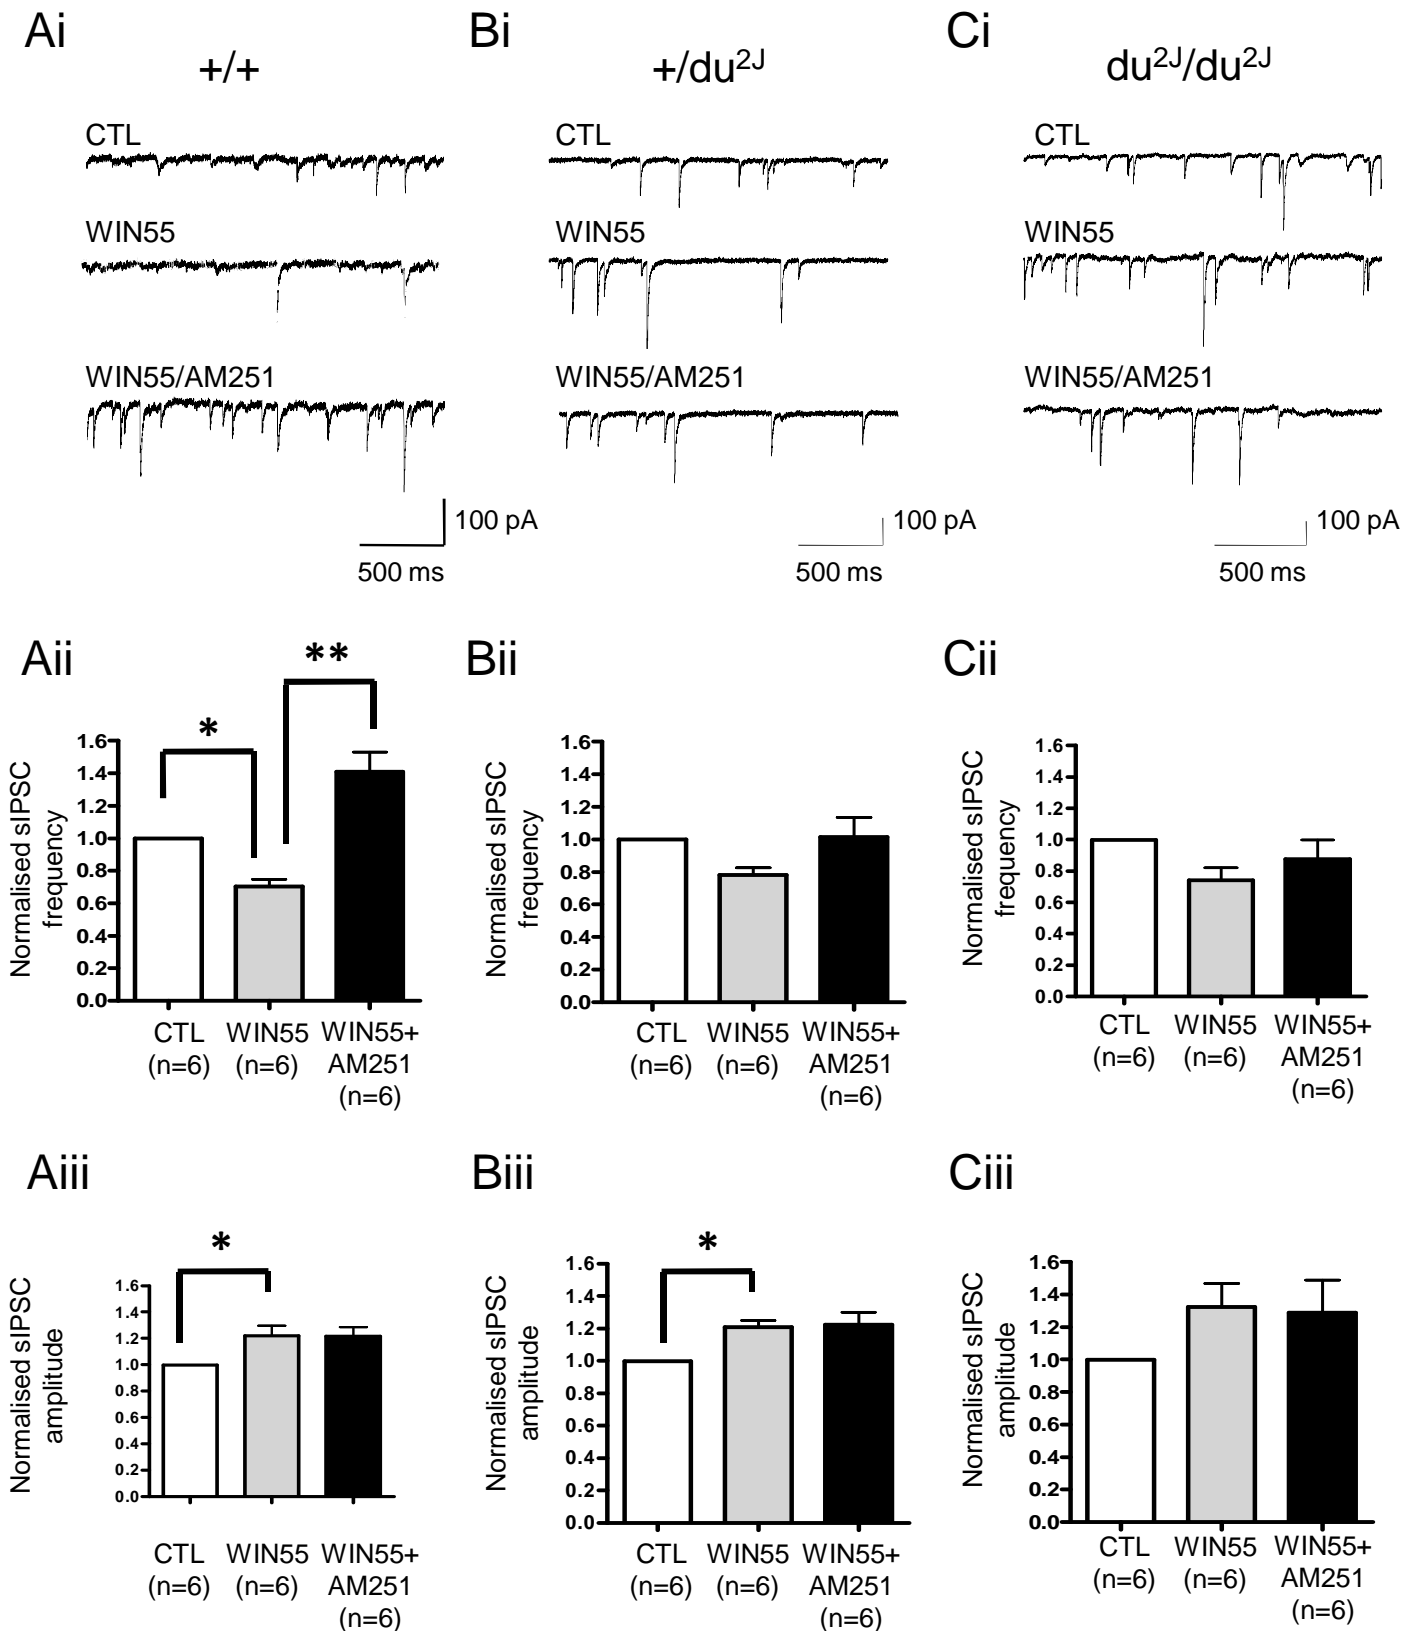 Ai
+/+
CTL
WIN55
WIN55/AM251
100 pA
500 ms
Bi
+/du2J
CTL
WIN55
WIN55/AM251
100 pA
500 ms
Ci
du2J/du2J
CTL
WIN55
WIN55/AM251
100 pA
500 ms
Aii
*
**
Normalised sIPSC
frequency
1.6
1.4
1.2
1.0
0.8
0.6
0.4
0.2
0.0
CTL
(n=6)
WIN55
(n=6)
WIN55+
AM251
(n=6)
Bii
Normalised sIPSC
frequency
1.6
1.4
1.2
1.0
0.8
0.6
0.4
0.2
0.0
CTL
(n=6)
WIN55
(n=6)
WIN55+
AM251
(n=6)
Cii
Normalised sIPSC
frequency
1.6
1.4
1.2
1.0
0.8
0.6
0.4
0.2
0.0
CTL
(n=6)
WIN55
(n=6)
WIN55+
AM251
(n=6)
Aiii
*
Normalised sIPSC
amplitude
1.6
1.4
1.2
1.0
0.8
0.6
0.4
0.2
0.0
CTL
(n=6)
WIN55
(n=6)
WIN55+
AM251
(n=6)
Biii
*
Normalised sIPSC
amplitude
1.6
1.4
1.2
1.0
0.8
0.6
0.4
0.2
0.0
CTL
(n=6)
WIN55
(n=6)
WIN55+
AM251
(n=6)
Ciii
Normalised sIPSC
amplitude
1.6
1.4
1.2
1.0
0.8
0.6
0.4
0.2
0.0
CTL
(n=6)
WIN55
(n=6)
WIN55+
AM251
(n=6)